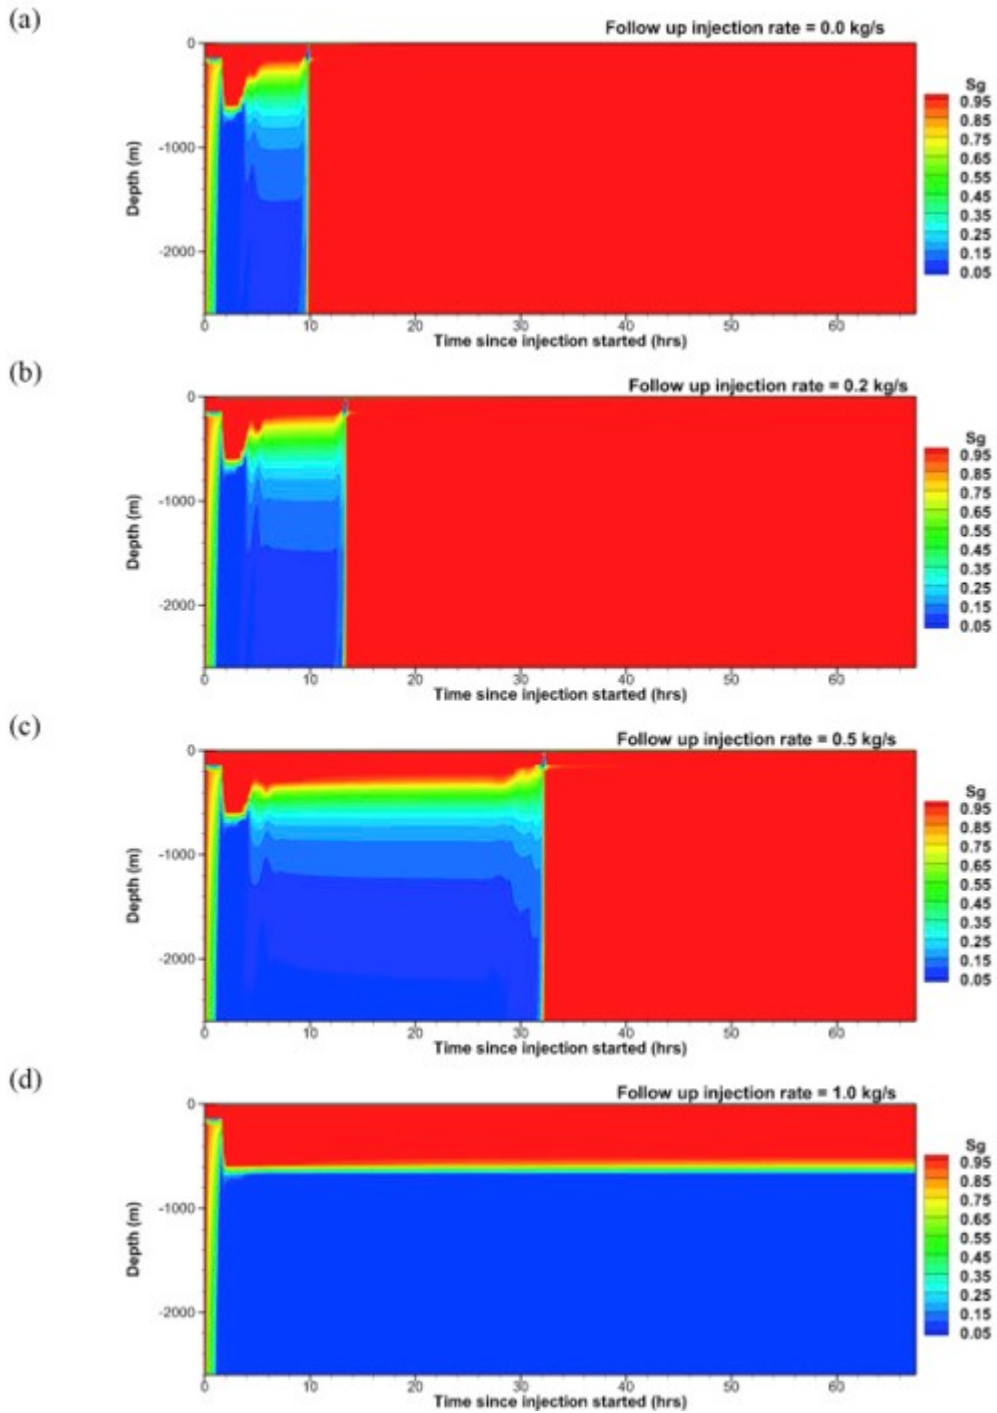 (a)
Follow up injection rate = 0.0 kg/s
0
-1000
-2000
Depth (m)
0 10 20 30 40 50 60
Time since injection started (hrs)
Sg
0.95
0.85
0.75
0.65
0.55
0.45
0.35
0.25
0.15
0.05
(b)
Follow up injection rate = 0.2 kg/s
0
-1000
-2000
Depth (m)
0 10 20 30 40 50 60
Time since injection started (hrs)
Sg
0.95
0.85
0.75
0.65
0.55
0.45
0.35
0.25
0.15
0.05
(c)
Follow up injection rate = 0.5 kg/s
0
-1000
-2000
Depth (m)
0 10 20 30 40 50 60
Time since injection started (hrs)
Sg
0.95
0.85
0.75
0.65
0.55
0.45
0.35
0.25
0.15
0.05
(d)
Follow up injection rate = 1.0 kg/s
0
-1000
-2000
Depth (m)
0 10 20 30 40 50 60
Time since injection started (hrs)
Sg
0.95
0.85
0.75
0.65
0.55
0.45
0.35
0.25
0.15
0.05